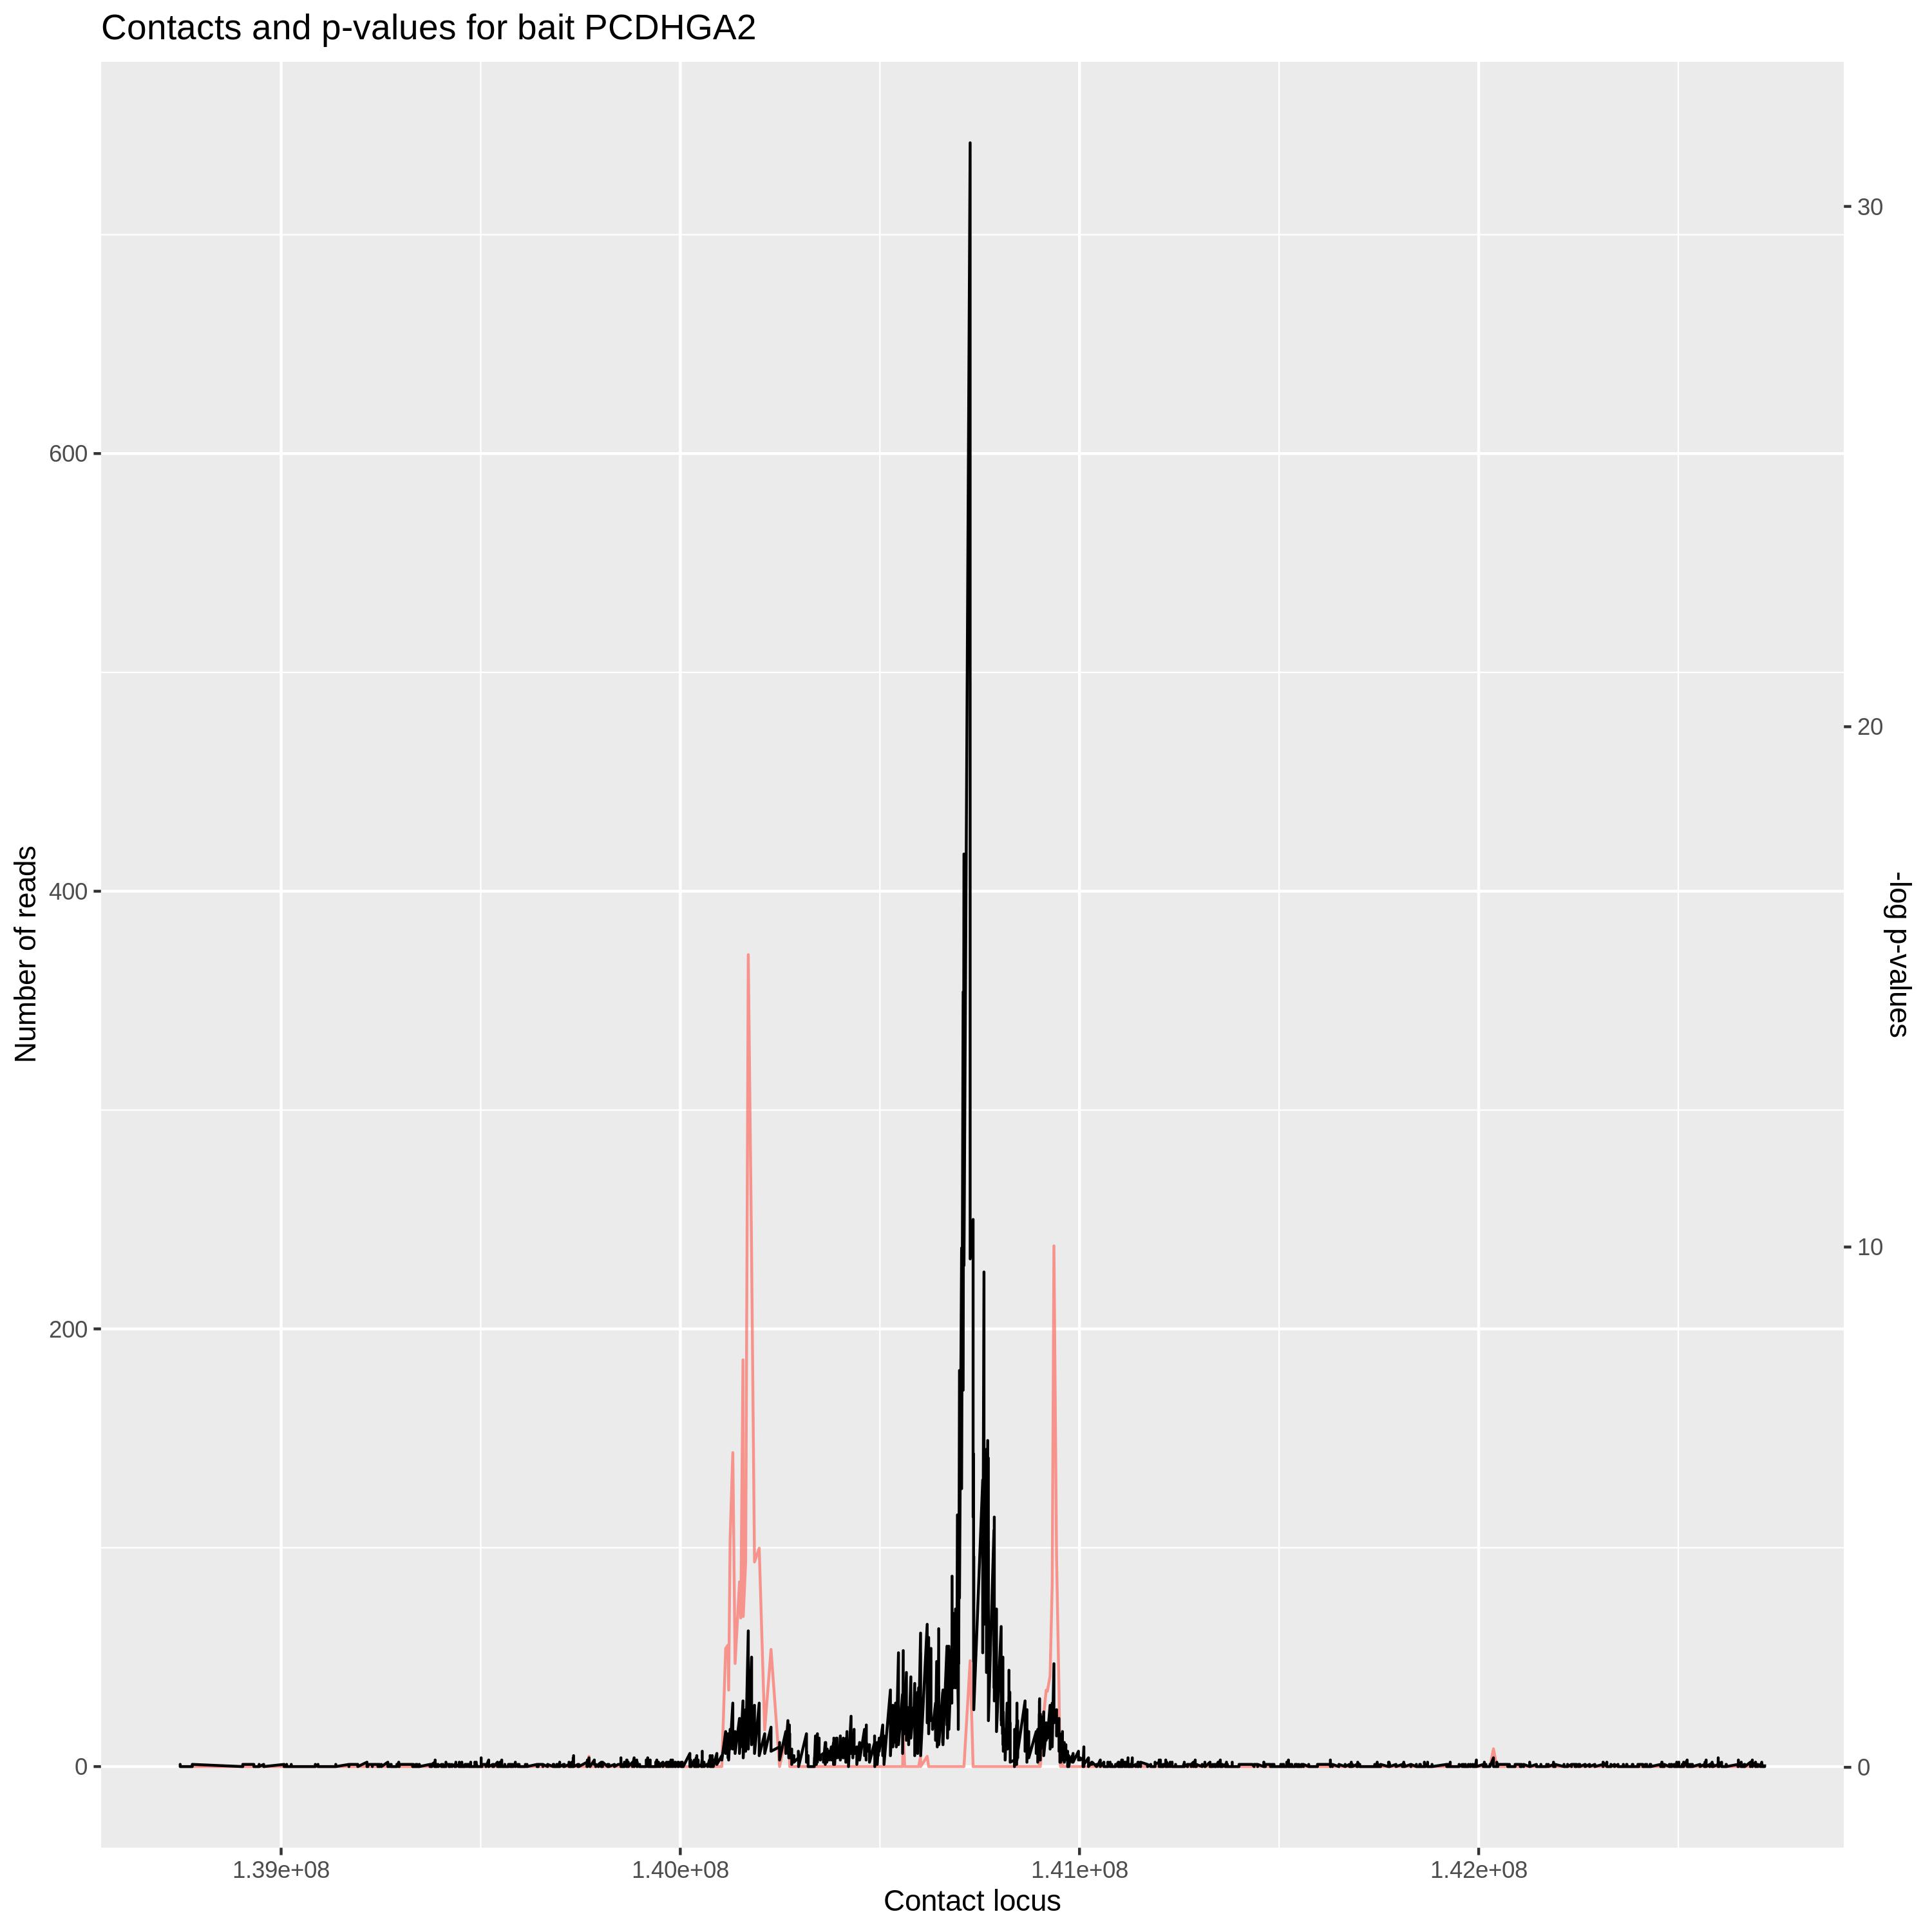 Contacts and p-values for bait PCDHGA2
Number of reads
600
400
200
0
30
20
10
0
-log p-values
1.39e+08
1.40e+08
1.41e+08
1.42e+08
Contact locus